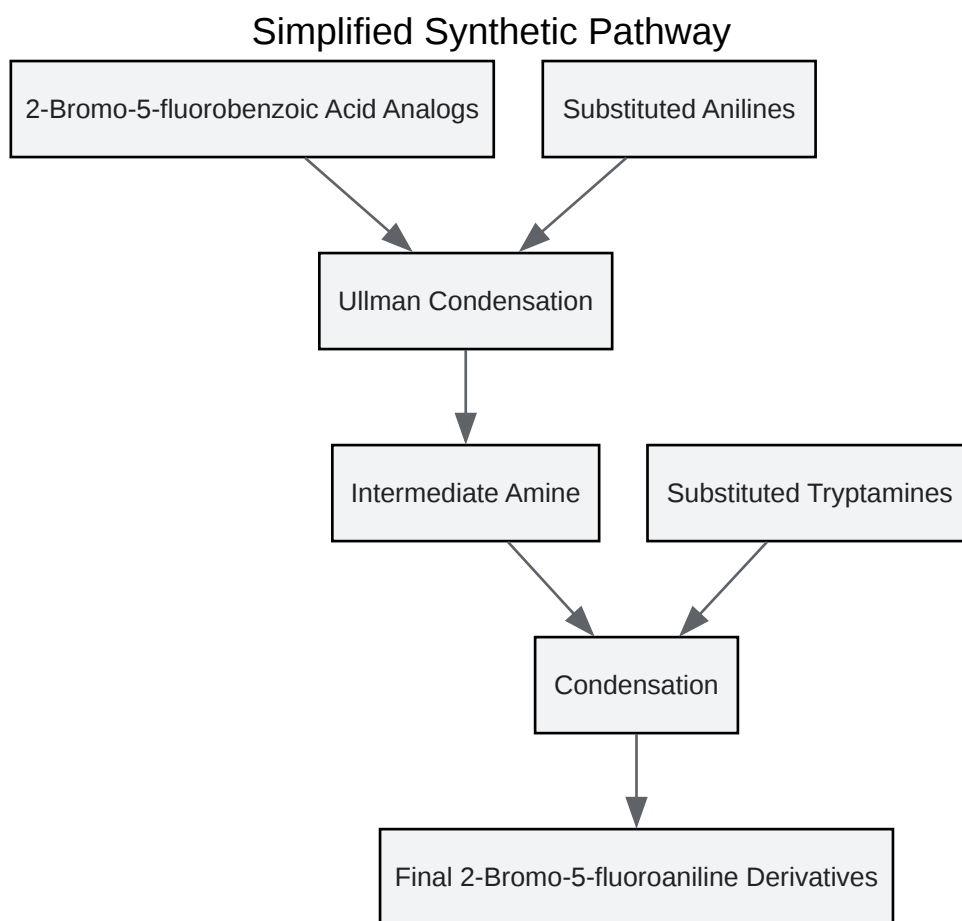 Simplified Synthetic Pathway
2-Bromo-5-fluorobenzoic Acid Analogs
Substituted Anilines
Ullman Condensation
Intermediate Amine
Substituted Tryptamines
Condensation
Final 2-Bromo-5-fluoroaniline Derivatives